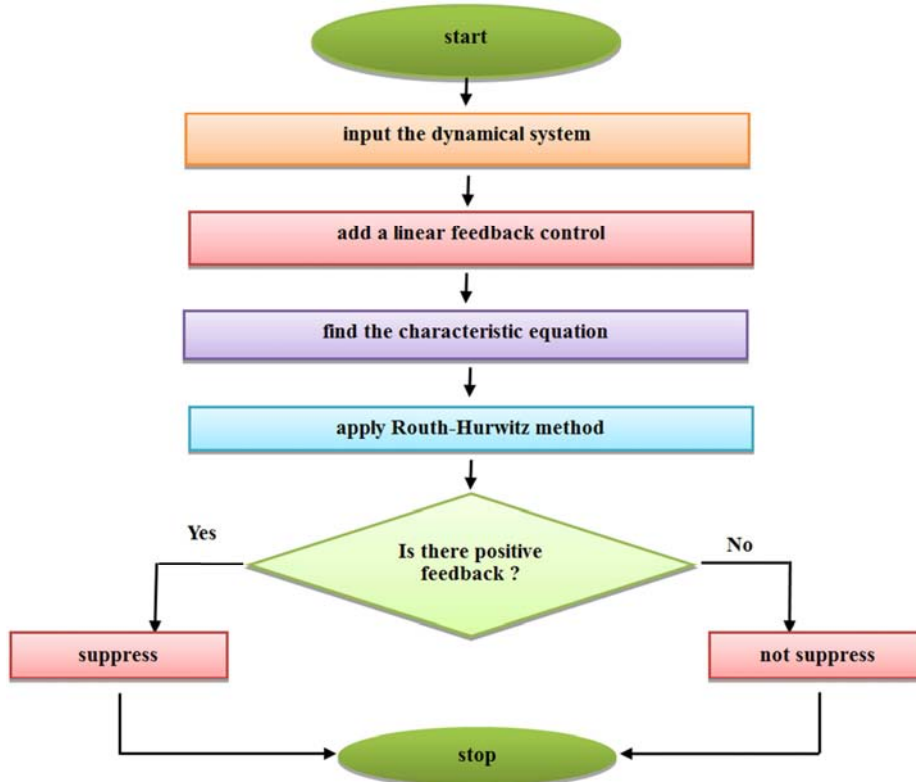 start
input the dynamical system
add a linear feedback control
find the characteristic equation
apply Routh-Hurwitz method
Yes
Is there positive
feedback ?
No
suppress
not suppress
stop